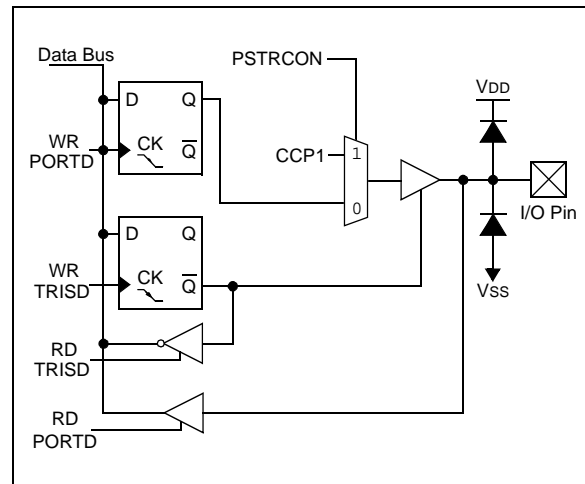 Data Bus
PSTRCON
VDD
D Q
WR
PORTD
CK
Q
CCP1
1
0
I/O Pin
D Q
WR
TRISD
CK
Q
VSS
RD
TRISD
RD
PORTD